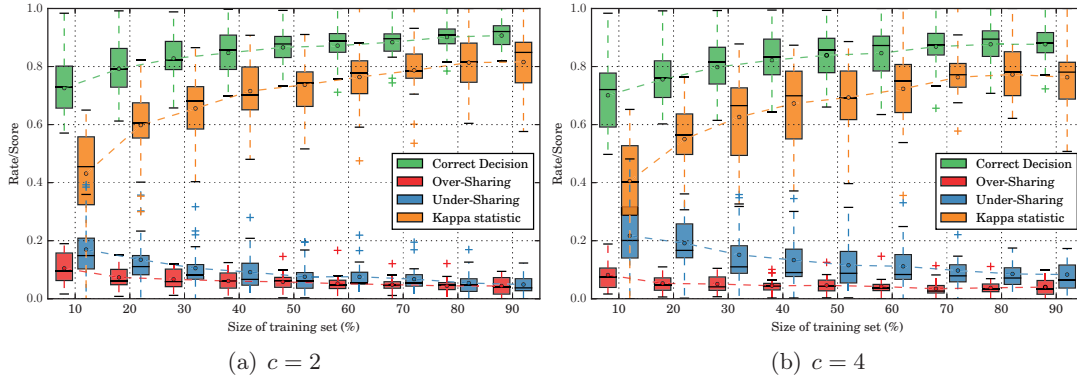 Rate/Score
1.0
0.8
0.6
0.4
0.2
0.0
Correct Decision
Over-Sharing
Under-Sharing
Kappa statistic
10 20 30 40 50 60 70 80 90
Size of training set (%)
(a) c = 2
Rate/Score
1.0
0.8
0.6
0.4
0.2
0.0
Correct Decision
Over-Sharing
Under-Sharing
Kappa statistic
10 20 30 40 50 60 70 80 90
Size of training set (%)
(b) c = 4